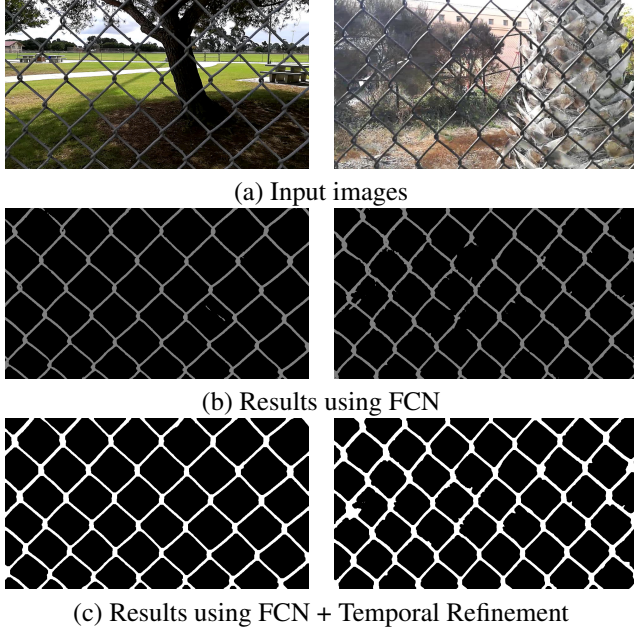 (a) Input images
(b) Results using FCN
(c) Results using FCN + Temporal Refinement